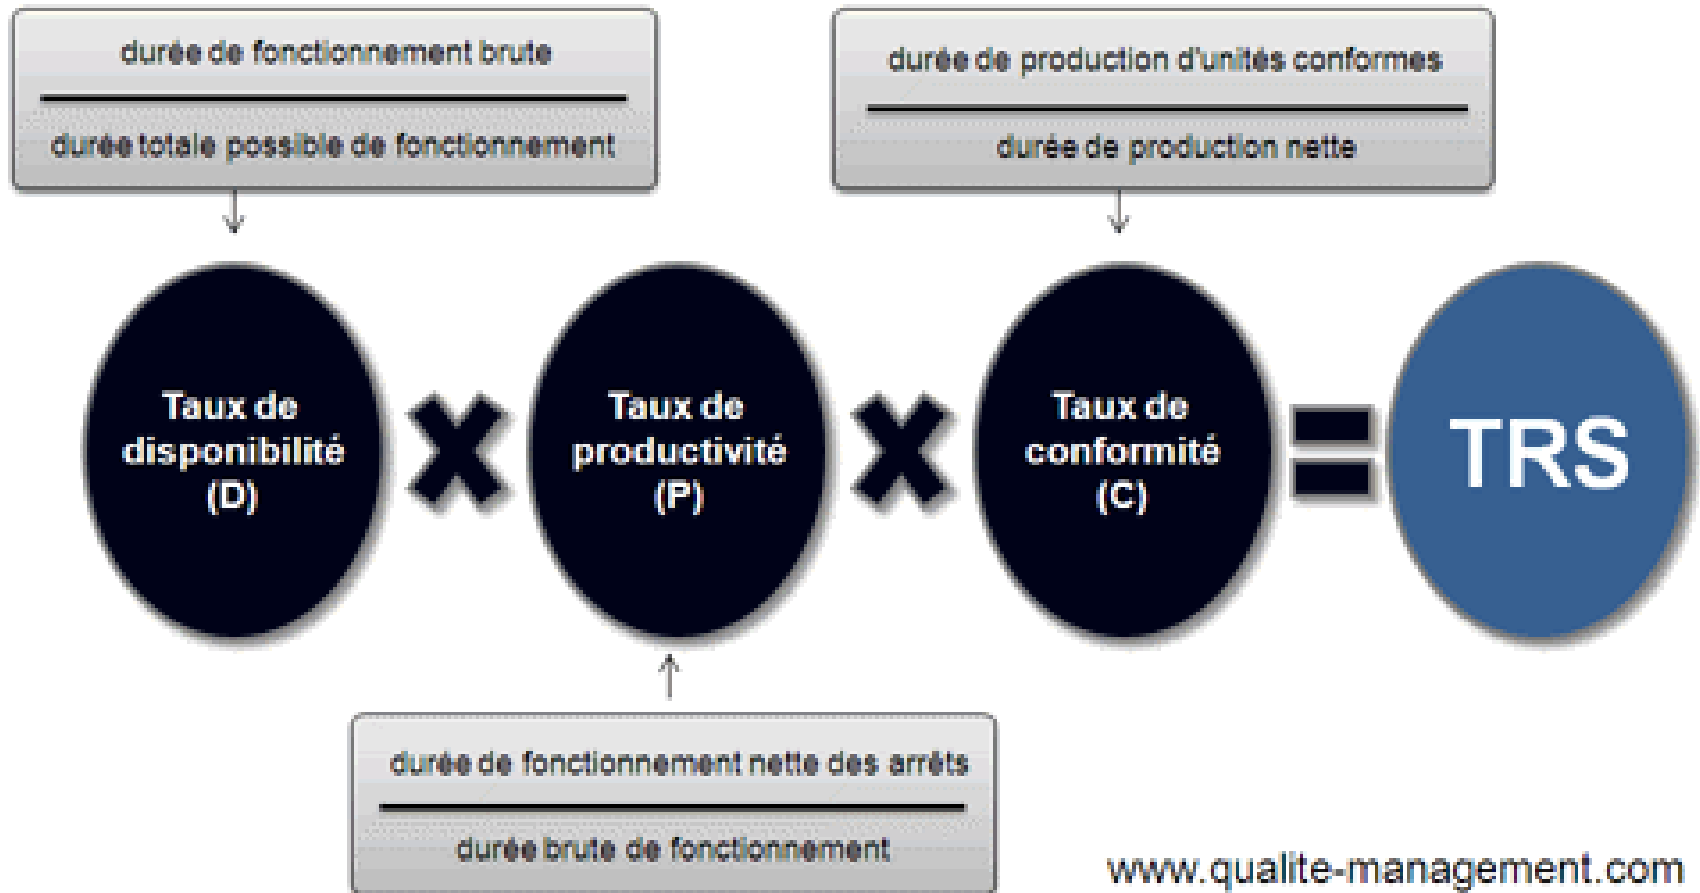 durée de fonctionnement brute
durée totale possible de fonctionnement
durée de production d'unités conformes
durée de production nette
Taux de
disponibilité
(D)
Taux de
productivité
(P)
Taux de
conformité
(C)
TRS
durée de fonctionnement nette des arrêts
durée brute de fonctionnement
www.qualite-management.com